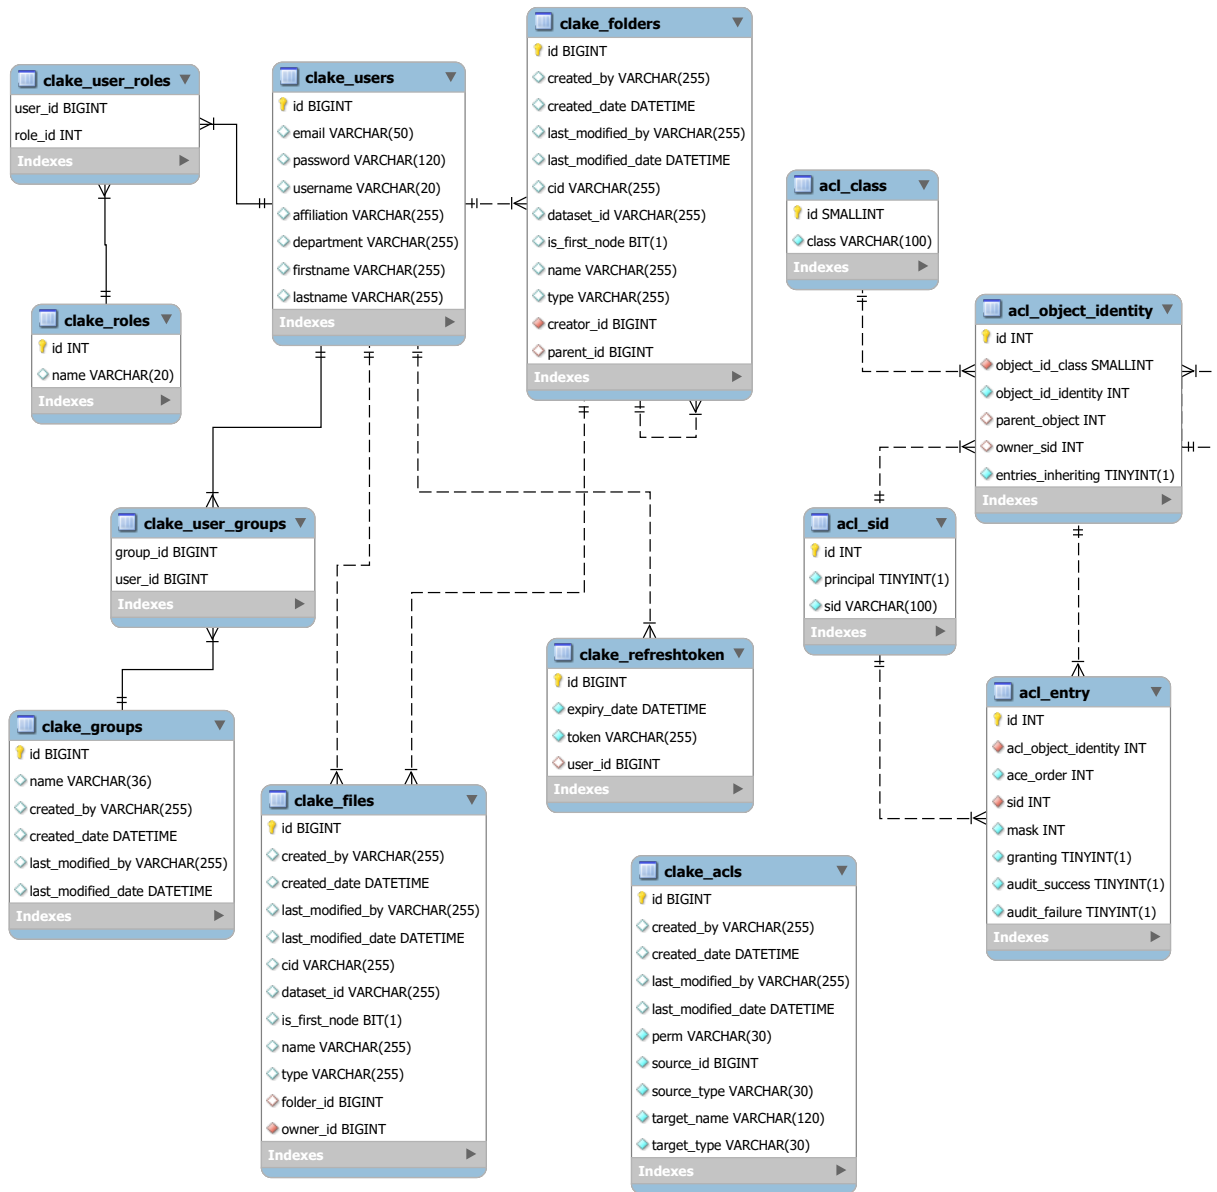 clake_user_roles
user_id BIGINT
role_id INT
Indexes
clake_roles
id INT
name VARCHAR(20)
Indexes
clake_users
id BIGINT
email VARCHAR(50)
password VARCHAR(120)
username VARCHAR(20)
affiliation VARCHAR(255)
department VARCHAR(255)
firstname VARCHAR(255)
lastname VARCHAR(255)
Indexes
clake_folders
id BIGINT
created_by VARCHAR(255)
created_date DATETIME
last_modified_by VARCHAR(255)
last_modified_date DATETIME
cid VARCHAR(255)
dataset_id VARCHAR(255)
is_first_node BIT(1)
name VARCHAR(255)
type VARCHAR(255)
creator_id BIGINT
parent_id BIGINT
Indexes
acl_class
id SMALLINT
class VARCHAR(100)
Indexes
acl_object_identity
id INT
object_id_class SMALLINT
object_id_identity INT
parent_object INT
owner_sid INT
entries_inheriting TINYINT(1)
Indexes
clake_user_groups
group_id BIGINT
user_id BIGINT
Indexes
acl_sid
id INT
principal TINYINT(1)
sid VARCHAR(100)
Indexes
clake_groups
id BIGINT
name VARCHAR(36)
created_by VARCHAR(255)
created_date DATETIME
last_modified_by VARCHAR(255)
last_modified_date DATETIME
Indexes
clake_files
id BIGINT
created_by VARCHAR(255)
created_date DATETIME
last_modified_by VARCHAR(255)
last_modified_date DATETIME
cid VARCHAR(255)
dataset_id VARCHAR(255)
is_first_node BIT(1)
name VARCHAR(255)
type VARCHAR(255)
folder_id BIGINT
owner_id BIGINT
Indexes
clake_refreshtoken
id BIGINT
expiry_date DATETIME
token VARCHAR(255)
user_id BIGINT
Indexes
clake_acls
id BIGINT
created_by VARCHAR(255)
created_date DATETIME
last_modified_by VARCHAR(255)
last_modified_date DATETIME
perm VARCHAR(30)
source_id BIGINT
source_type VARCHAR(30)
target_name VARCHAR(120)
target_type VARCHAR(30)
Indexes
acl_entry
id INT
acl_object_identity INT
ace_order INT
sid INT
mask INT
granting TINYINT(1)
audit_success TINYINT(1)
audit_failure TINYINT(1)
Indexes